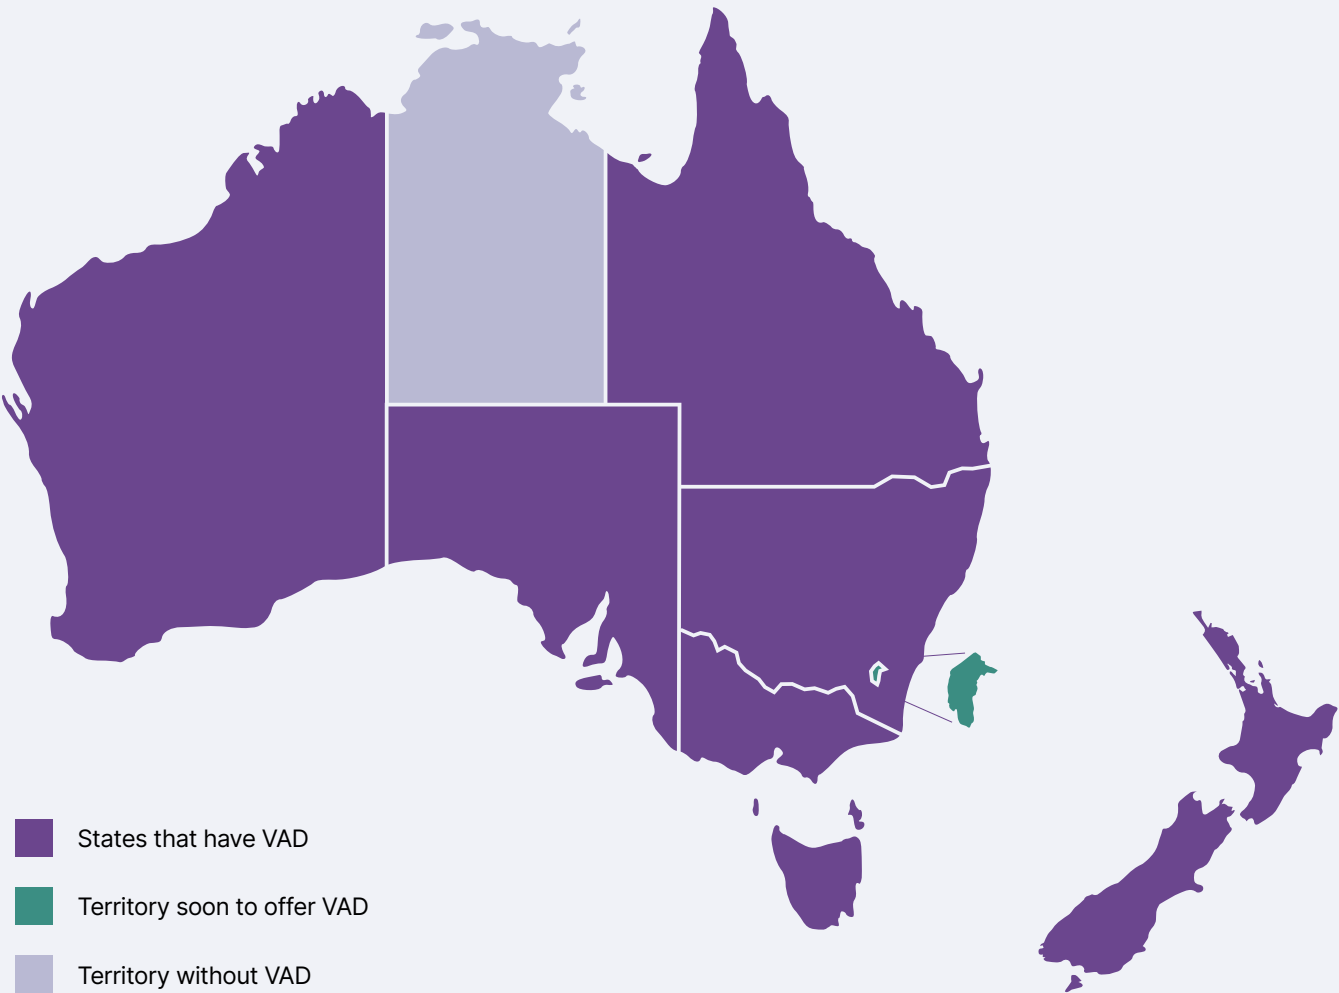 States that have VAD
Territory soon to offer VAD
Territory without VAD